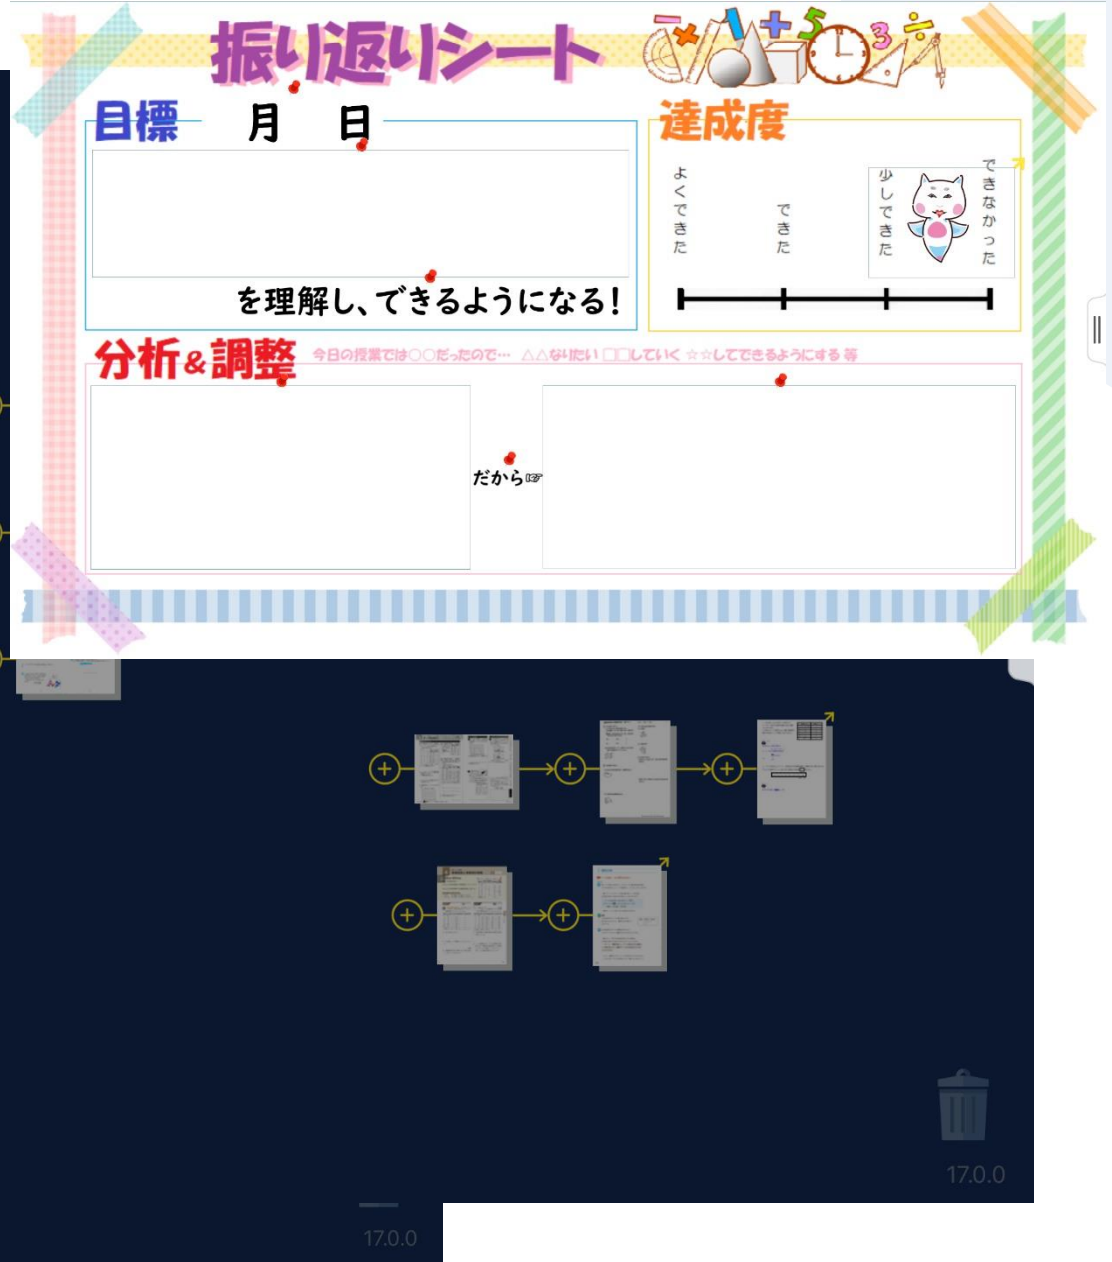 振り返りシート
目標 月 日
を理解し、できるようになる!
達成度
よくできた
できた
少しできた
できなかった
分析&調整 今日の授業では○○だったので… △△なりたい □□していく ☆☆してできるようにする 等
だから☞
17.0.0
17.0.0